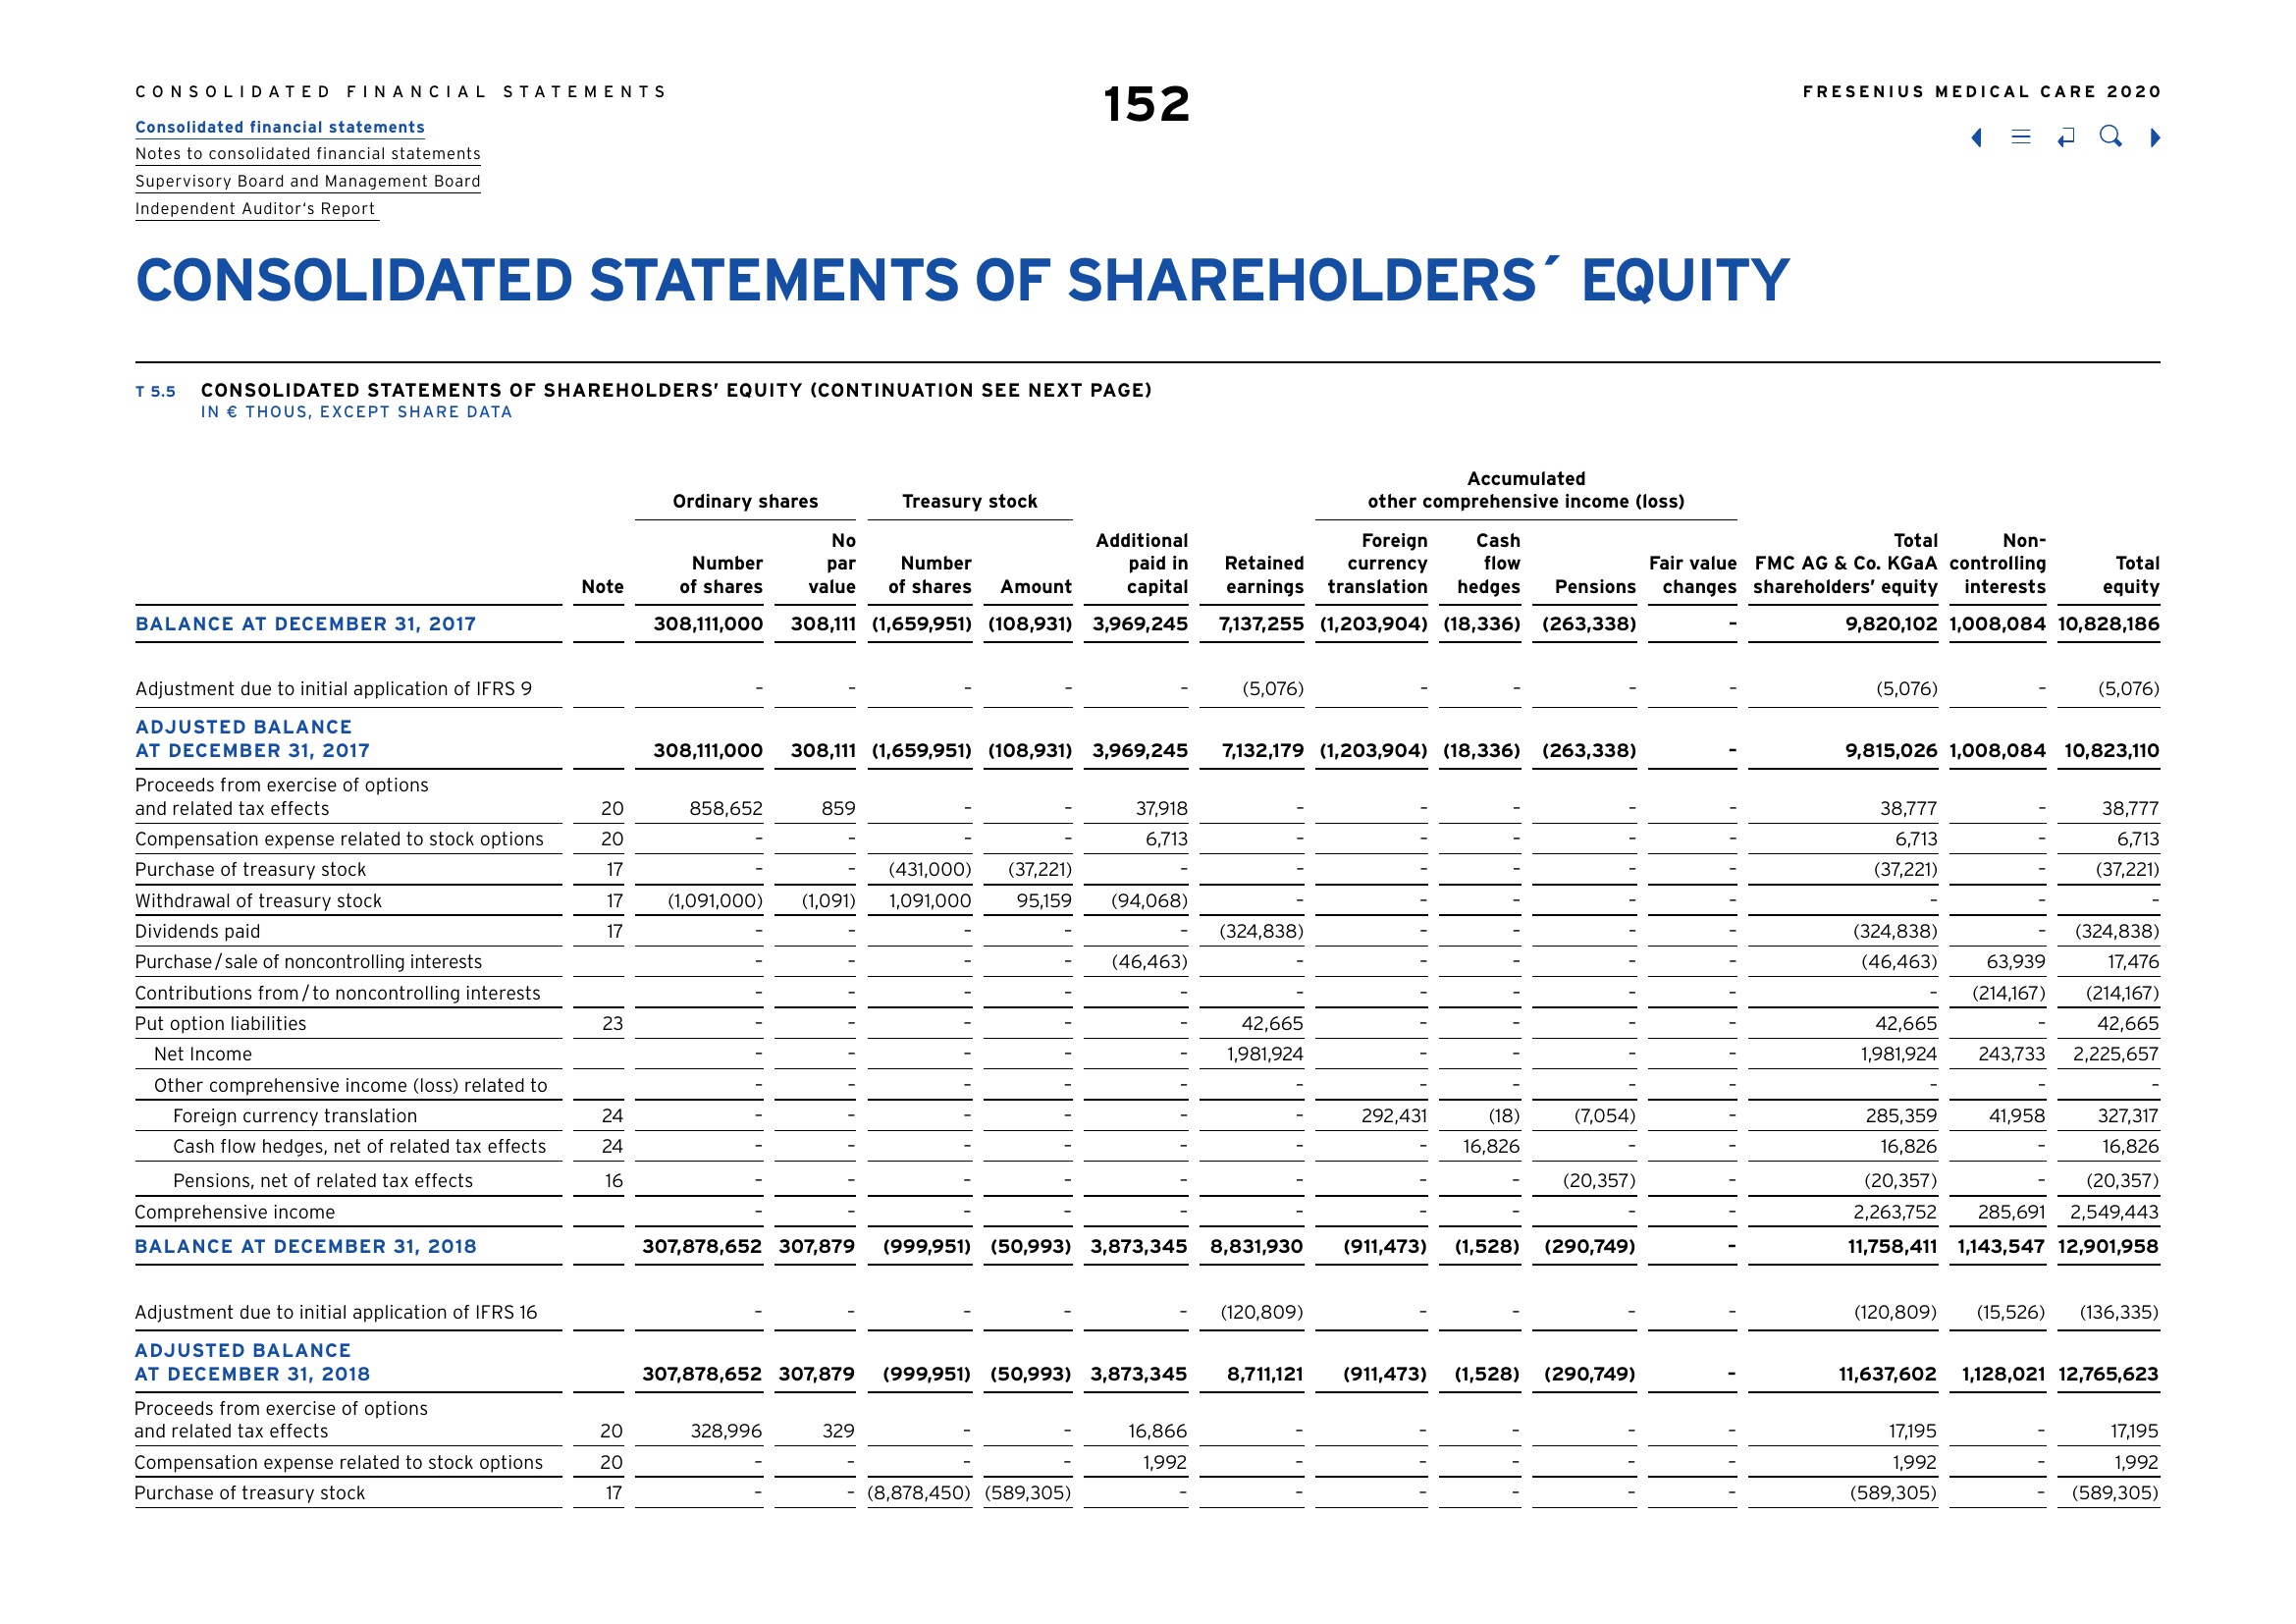 CONSOLIDATED FINANCIAL STATEMENTS
152
FRESENIUS MEDICAL CARE 2020
Consolidated financial statements
Notes to consolidated financial statements
Supervisory Board and Management Board
Independent Auditor‘s Report
CONSOLIDATED STATEMENTS OF SHAREHOLDERS´ EQUITY
T 5.5 CONSOLIDATED STATEMENTS OF SHAREHOLDERS’ EQUITY (CONTINUATION SEE NEXT PAGE)
IN € THOUS, EXCEPT SHARE DATA
Accumulated
Ordinary shares Treasury stock other comprehensive income (loss)
No Additional Foreign Cash Total Non-
Number par Number paid in Retained currency flow Fair value FMC AG & Co. KGaA controlling Total
Note of shares value of shares Amount capital earnings translation hedges Pensions changes shareholders’ equity interests equity
BALANCE AT DECEMBER 31, 2017 308,111,000 308,111 (1,659,951) (108,931) 3,969,245 7,137,255 (1,203,904) (18,336) (263,338) – 9,820,102 1,008,084 10,828,186
Adjustment due to initial application of IFRS 9 – – – – – (5,076) – – – – (5,076) – (5,076)
ADJUSTED BALANCE
AT DECEMBER 31, 2017 308,111,000 308,111 (1,659,951) (108,931) 3,969,245 7,132,179 (1,203,904) (18,336) (263,338) – 9,815,026 1,008,084 10,823,110
Proceeds from exercise of options
and related tax effects 20 858,652 859 – – 37,918 – – – – – 38,777 – 38,777
Compensation expense related to stock options 20 – – – – 6,713 – – – – – 6,713 – 6,713
Purchase of treasury stock 17 – – (431,000) (37,221) – – – – – – (37,221) – (37,221)
Withdrawal of treasury stock 17 (1,091,000) (1,091) 1,091,000 95,159 (94,068) – – – – – – – –
Dividends paid 17 – – – – – (324,838) – – – – (324,838) – (324,838)
Purchase / sale of noncontrolling interests – – – – (46,463) – – – – – (46,463) 63,939 17,476
Contributions from / to noncontrolling interests – – – – – – – – – – – (214,167) (214,167)
Put option liabilities 23 – – – – – 42,665 – – – – 42,665 – 42,665
Net Income – – – – – 1,981,924 – – – – 1,981,924 243,733 2,225,657
Other comprehensive income (loss) related to – – – – – – – – – – – – –
Foreign currency translation 24 – – – – – – 292,431 (18) (7,054) – 285,359 41,958 327,317
Cash flow hedges, net of related tax effects 24 – – – – – – – 16,826 – – 16,826 – 16,826
Pensions, net of related tax effects 16 – – – – – – – – (20,357) – (20,357) – (20,357)
Comprehensive income – – – – – – – – – – 2,263,752 285,691 2,549,443
BALANCE AT DECEMBER 31, 2018 307,878,652 307,879 (999,951) (50,993) 3,873,345 8,831,930 (911,473) (1,528) (290,749) – 11,758,411 1,143,547 12,901,958
Adjustment due to initial application of IFRS 16 – – – – – (120,809) – – – – (120,809) (15,526) (136,335)
ADJUSTED BALANCE
AT DECEMBER 31, 2018 307,878,652 307,879 (999,951) (50,993) 3,873,345 8,711,121 (911,473) (1,528) (290,749) – 11,637,602 1,128,021 12,765,623
Proceeds from exercise of options
and related tax effects 20 328,996 329 – – 16,866 – – – – – 17,195 – 17,195
Compensation expense related to stock options 20 – – – – 1,992 – – – – – 1,992 – 1,992
Purchase of treasury stock 17 – – (8,878,450) (589,305) – – – – – – (589,305) – (589,305)